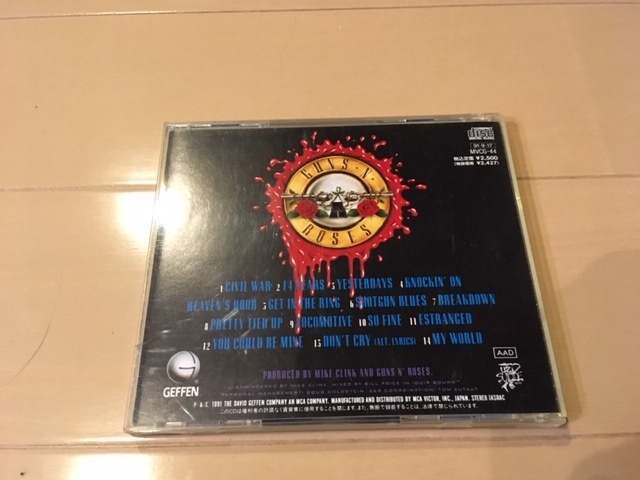 91·9·17
MVCG-44
税込定価 ¥2,500
(税抜価格 ¥2,427)
GUNS N'
ROSES
1 CIVIL WAR 2 14 YEARS 3 YESTERDAYS 4 KNOCKIN' ON
HEAVEN'S DOOR 5 GET IN THE RING 6 SHOTGUN BLUES 7 BREAKDOWN
8 PRETTY TIED UP 9 LOCOMOTIVE 10 SO FINE 11 ESTRANGED
12 YOU COULD BE MINE 13 DON'T CRY (ALT. LYRICS) 14 MY WORLD
AAD
PRODUCED BY MIKE CLINK AND GUNS N' ROSES.
GEFFEN
P & C 1991 THE DAVID GEFFEN COMPANY AN MCA COMPANY. MANUFACTURED AND DISTRIBUTED BY MCA VICTOR, INC., JAPAN. STEREO JASRAC